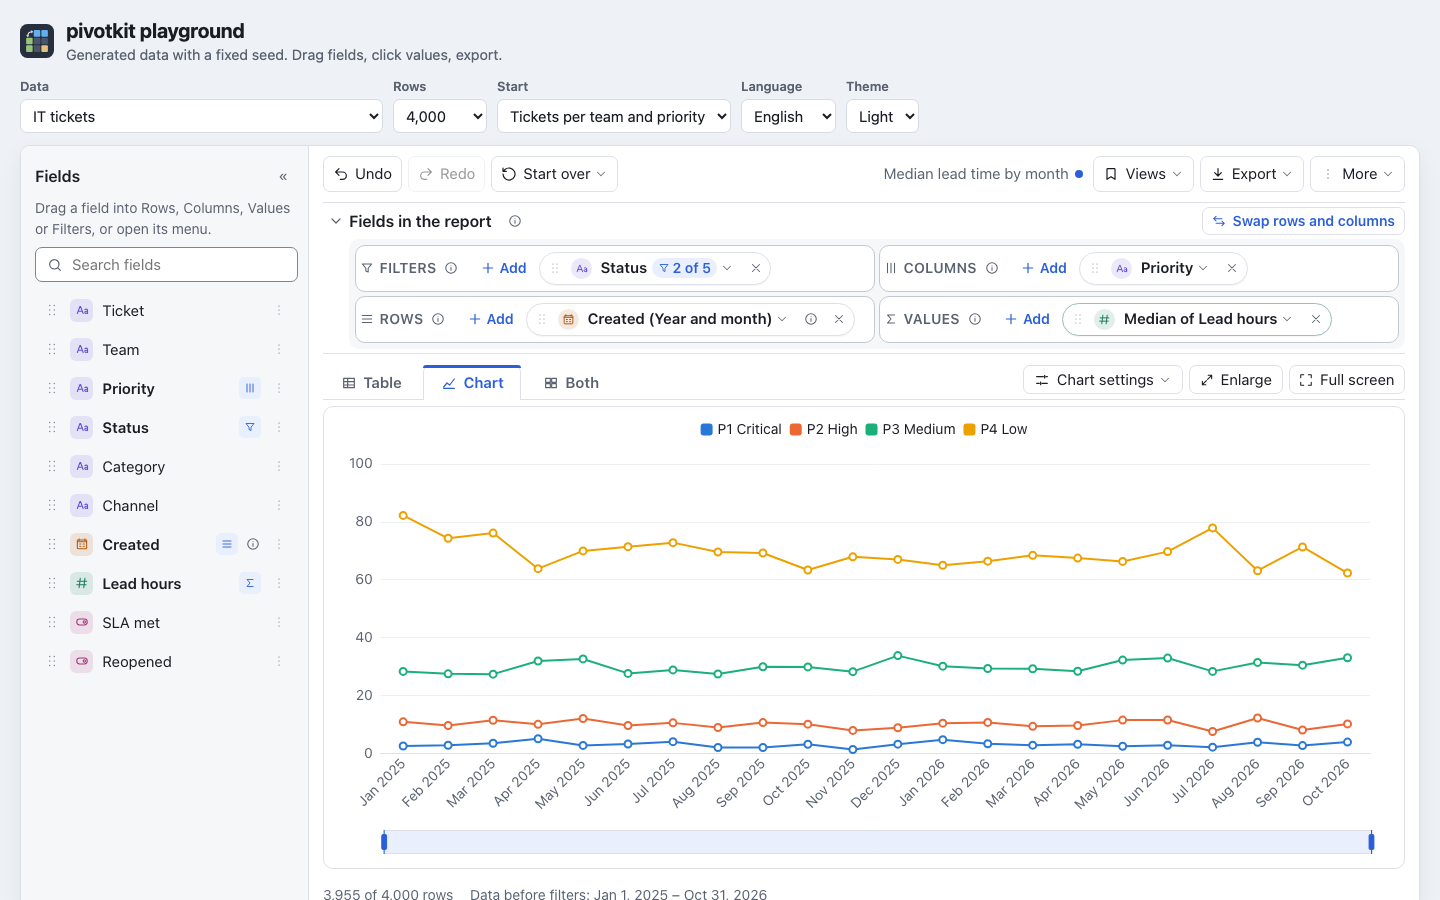 pivotkit playground
Generated data with a fixed seed. Drag fields, click values, export.
Data Rows Start Language Theme
IT tickets 4,000 Tickets per team and priority English Light
Fields «
Drag a field into Rows, Columns, Values
or Filters, or open its menu.
Search fields
Aa Ticket
Aa Team
Aa Priority
Aa Status
Aa Category
Aa Channel
Created
# Lead hours Σ
SLA met
Reopened
Undo Redo Start over Median lead time by month Views Export More
Fields in the report Swap rows and columns
FILTERS + Add Aa Status 2 of 5 COLUMNS + Add Aa Priority
ROWS + Add Created (Year and month) Σ VALUES + Add # Median of Lead hours
Table Chart Both Chart settings Enlarge Full screen
P1 Critical P2 High P3 Medium P4 Low
100
80
60
40
20
0
Jan 2025 Feb 2025 Mar 2025 Apr 2025 May 2025 Jun 2025 Jul 2025 Aug 2025 Sep 2025 Oct 2025 Nov 2025 Dec 2025 Jan 2026 Feb 2026 Mar 2026 Apr 2026 May 2026 Jun 2026 Jul 2026 Aug 2026 Sep 2026 Oct 2026
3,955 of 4,000 rows Data before filters: Jan 1, 2025 – Oct 31, 2026